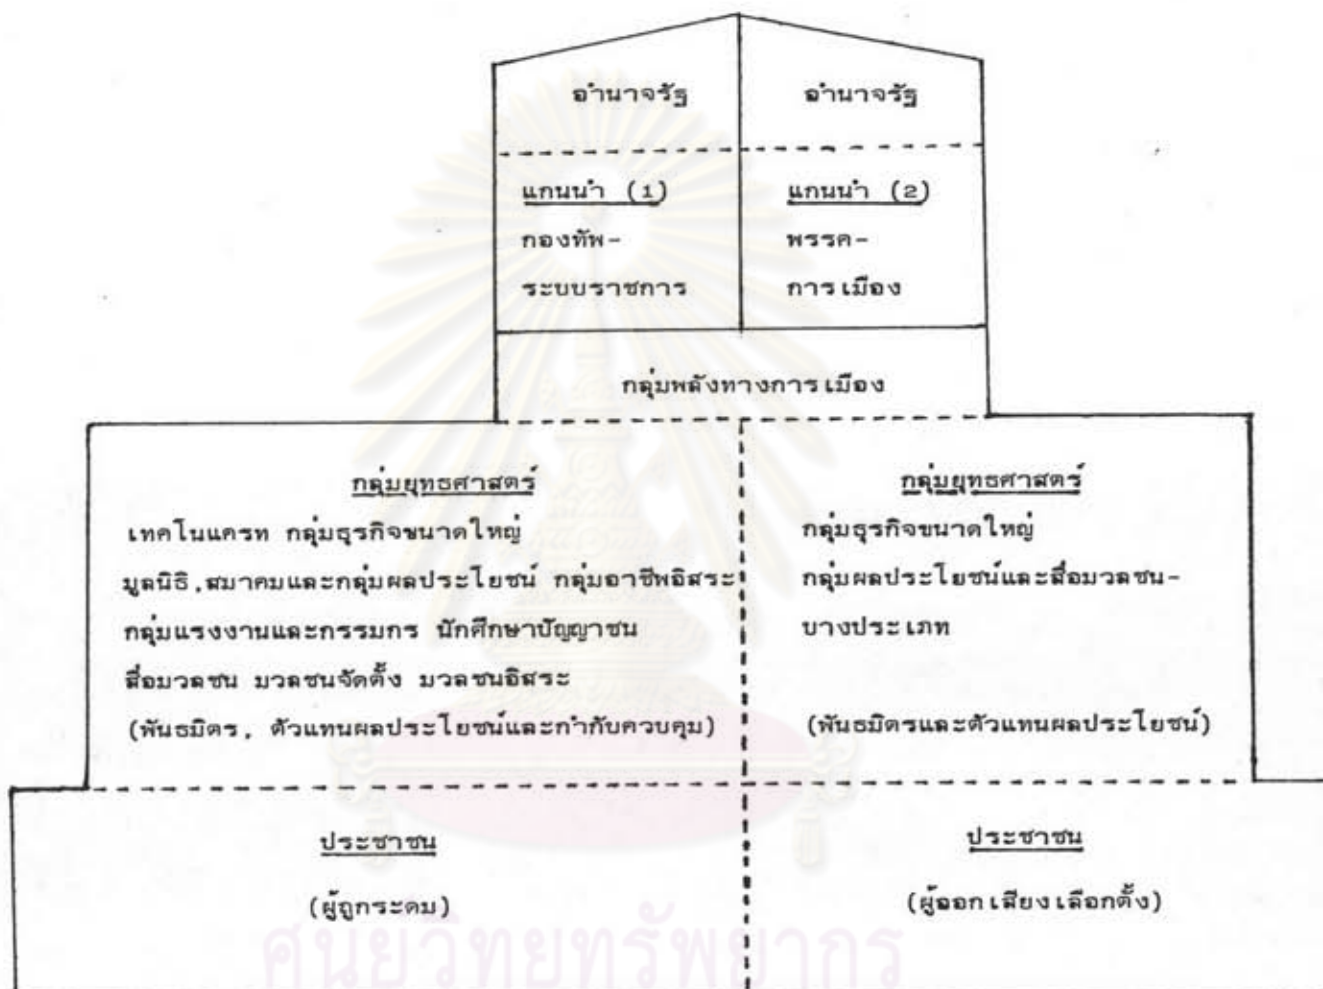 อำนาจรัฐ
อำนาจรัฐ
แกนนำ (1)
กองทัพ-
ระบบราชการ
แกนนำ (2)
พรรค-
การเมือง
กลุ่มพลังทางการเมือง
กลุ่มยุทธศาสตร์
เทคโนแครท กลุ่มธุรกิจขนาดใหญ่
มูลนิธิ,สมาคมและกลุ่มผลประโยชน์ กลุ่มอาชีพอิสระ
กลุ่มแรงงานและกรรมกร นักศึกษาปัญญาชน
สื่อมวลชน มวลชนจัดตั้ง มวลชนอิสระ
(พันธมิตร, ตัวแทนผลประโยชน์และกำกับควบคุม)
กลุ่มยุทธศาสตร์
กลุ่มธุรกิจขนาดใหญ่
กลุ่มผลประโยชน์และสื่อมวลชน-
บางประเภท
(พันธมิตรและตัวแทนผลประโยชน์)
ประชาชน
(ผู้ถูกระดม)
ประชาชน
(ผู้ออกเสียงเลือกตั้ง)
ศูนย์วิทยทรัพยากร